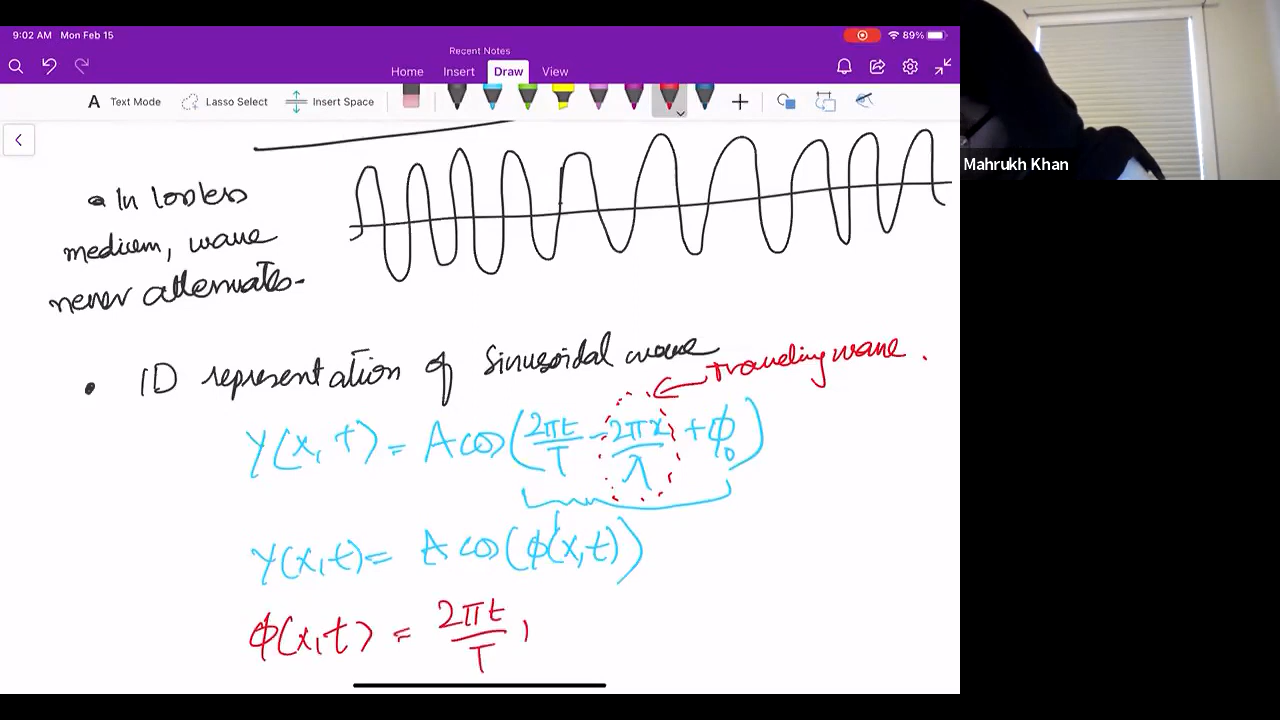 9:02 AM Mon Feb 15
89%
Recent Notes
Home Insert Draw View
A Text Mode Lasso Select Insert Space
• In lossless
medium, wave
never attenuates.
• 1D representation of sinusoidal wave
← traveling wave.
Y(x,t) = A cos(2πt/T - 2πx/λ + φ₀)
Y(x,t) = A cos(φ(x,t))
φ(x,t) = 2πt/T
Mahrukh Khan